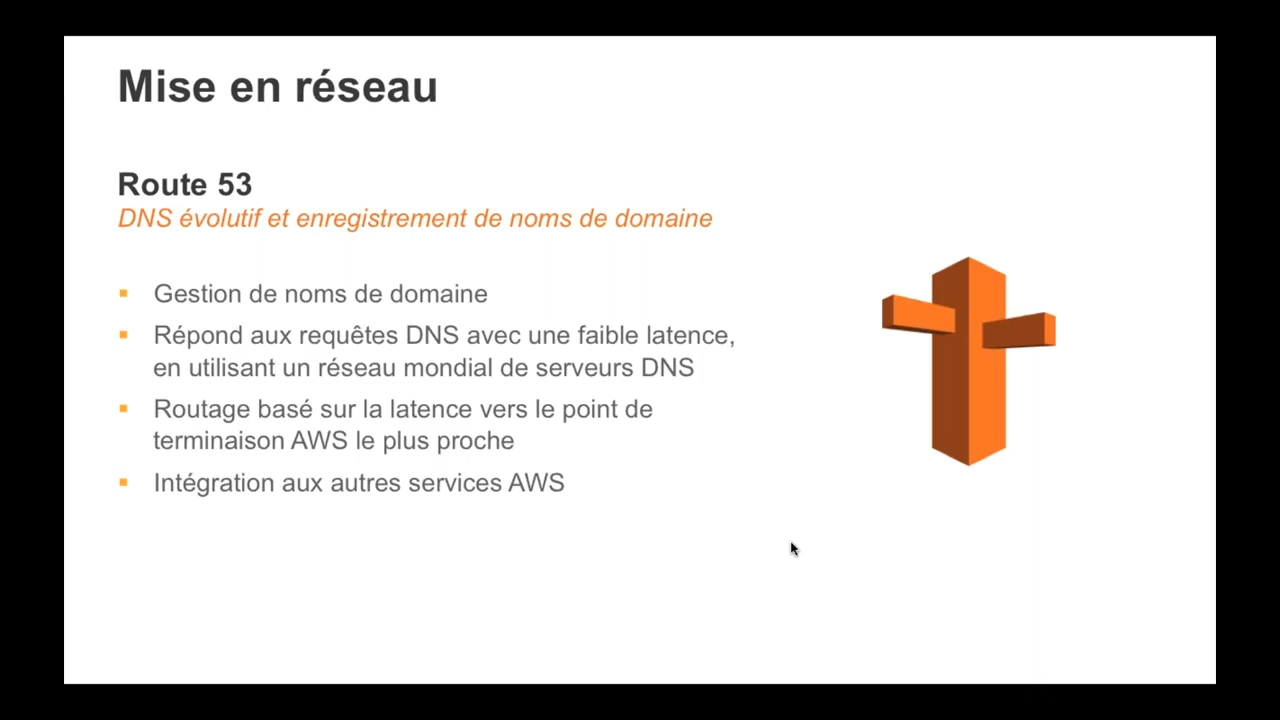 Mise en réseau
Route 53
DNS évolutif et enregistrement de noms de domaine
Gestion de noms de domaine
Répond aux requêtes DNS avec une faible latence,
en utilisant un réseau mondial de serveurs DNS
Routage basé sur la latence vers le point de
terminaison AWS le plus proche
Intégration aux autres services AWS